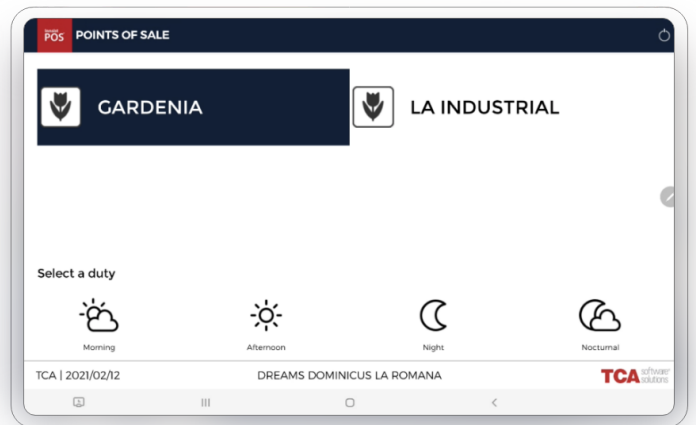 POS POINTS OF SALE
GARDENIA
LA INDUSTRIAL
Select a duty
Morning
Afternoon
Night
Nocturnal
TCA | 2021/02/12
DREAMS DOMINICUS LA ROMANA
TCA software solutions